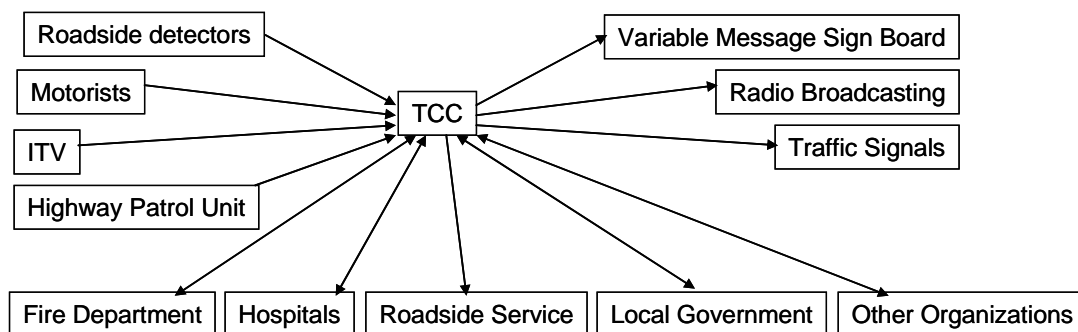 Roadside detectors
Variable Message Sign Board
Motorists
Radio Broadcasting
TCC
ITV
Traffic Signals
Highway Patrol Unit
Fire Department
Hospitals
Roadside Service
Local Government
Other Organizations